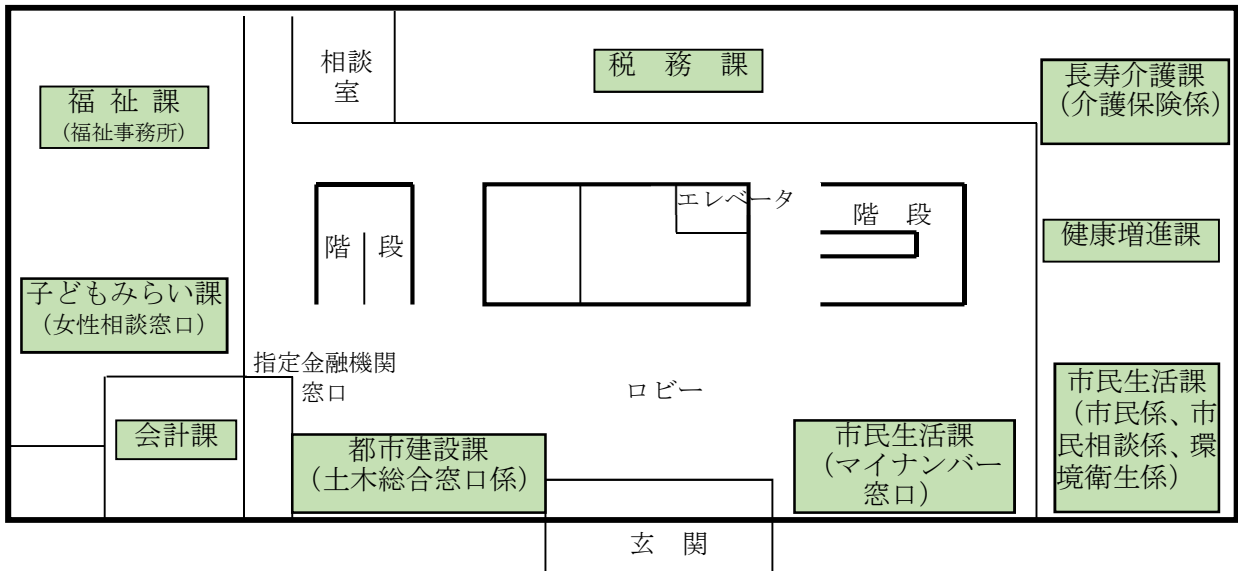 相談
室
税　務　課
長寿介護課
（介護保険係）
福 祉 課
（福祉事務所）
エレベータ
階　段
階　段
健康増進課
子どもみらい課
（女性相談窓口）
指定金融機関
窓口
ロビー
市民生活課
（市民係、市
民相談係、環
境衛生係）
会計課
都市建設課
（土木総合窓口係）
市民生活課
（マイナンバー
窓口）
玄　関